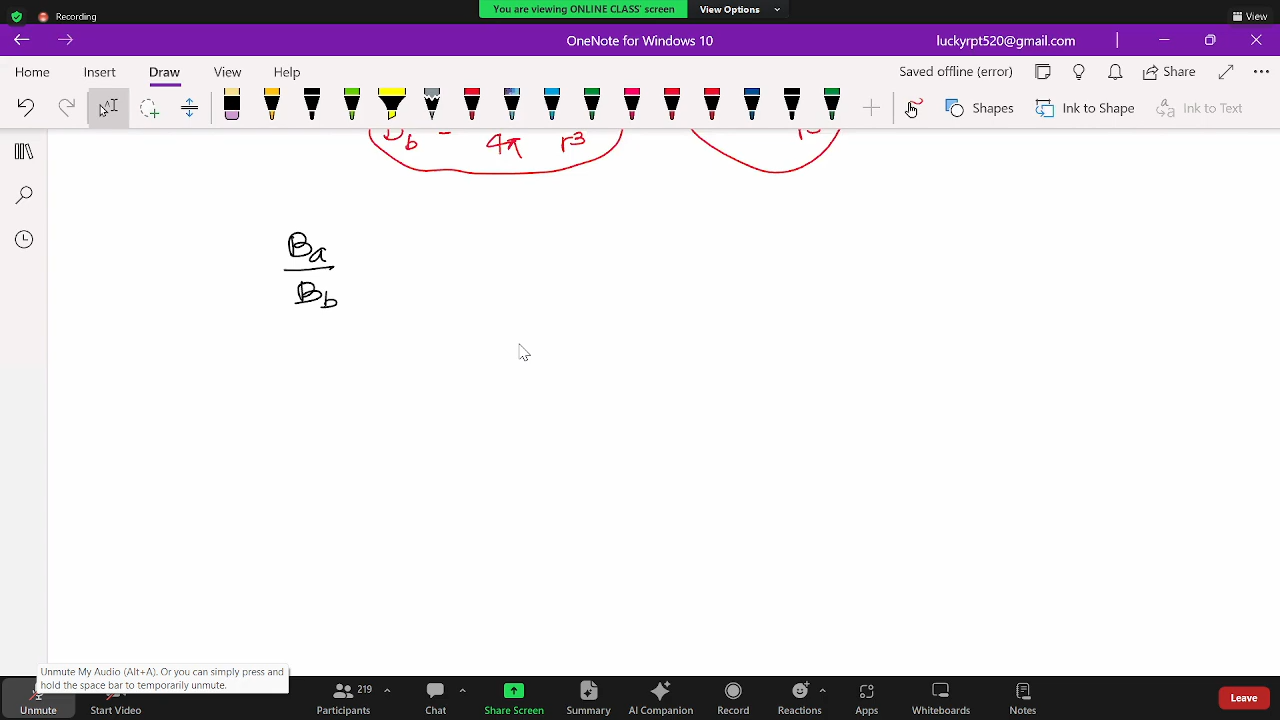 Recording
You are viewing ONLINE CLASS' screen
View Options
View
OneNote for Windows 10
luckyrpt520@gmail.com
Home
Insert
Draw
View
Help
Saved offline (error)
Share
Shapes
Ink to Shape
Ink to Text
4π r³
Ba
Bb
Unmute My Audio (Alt+A). Or you can simply press and
hold the space bar to temporarily unmute.
Unmute
Start Video
Participants
219
Chat
Share Screen
Summary
AI Companion
Record
Reactions
Apps
Whiteboards
Notes
Leave